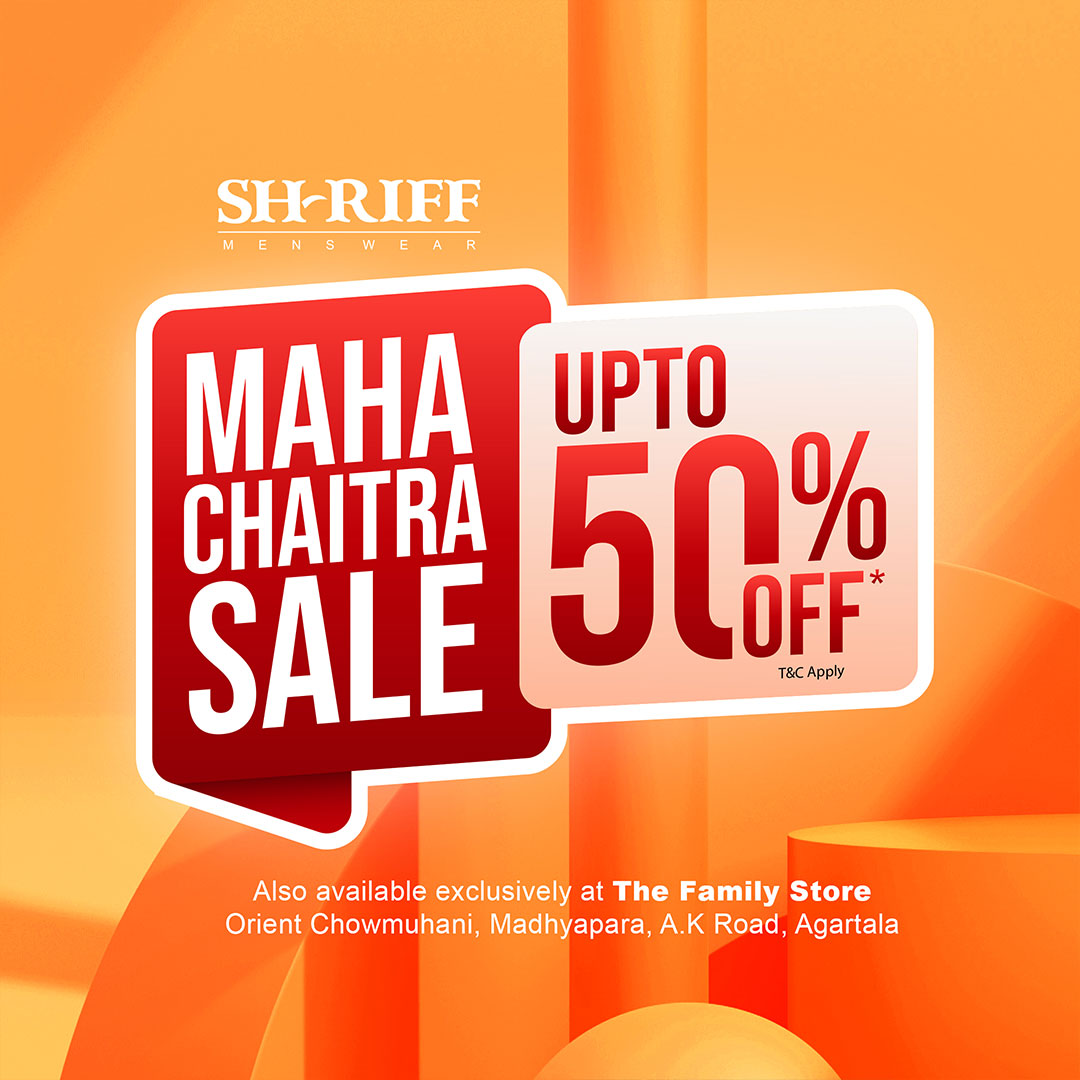 SH~RIFF
MENSWEAR
MAHA
CHAITRA
SALE
UPTO
50%
OFF*
T&C Apply
Also available exclusively at The Family Store
Orient Chowmuhani, Madhyapara, A.K Road, Agartala